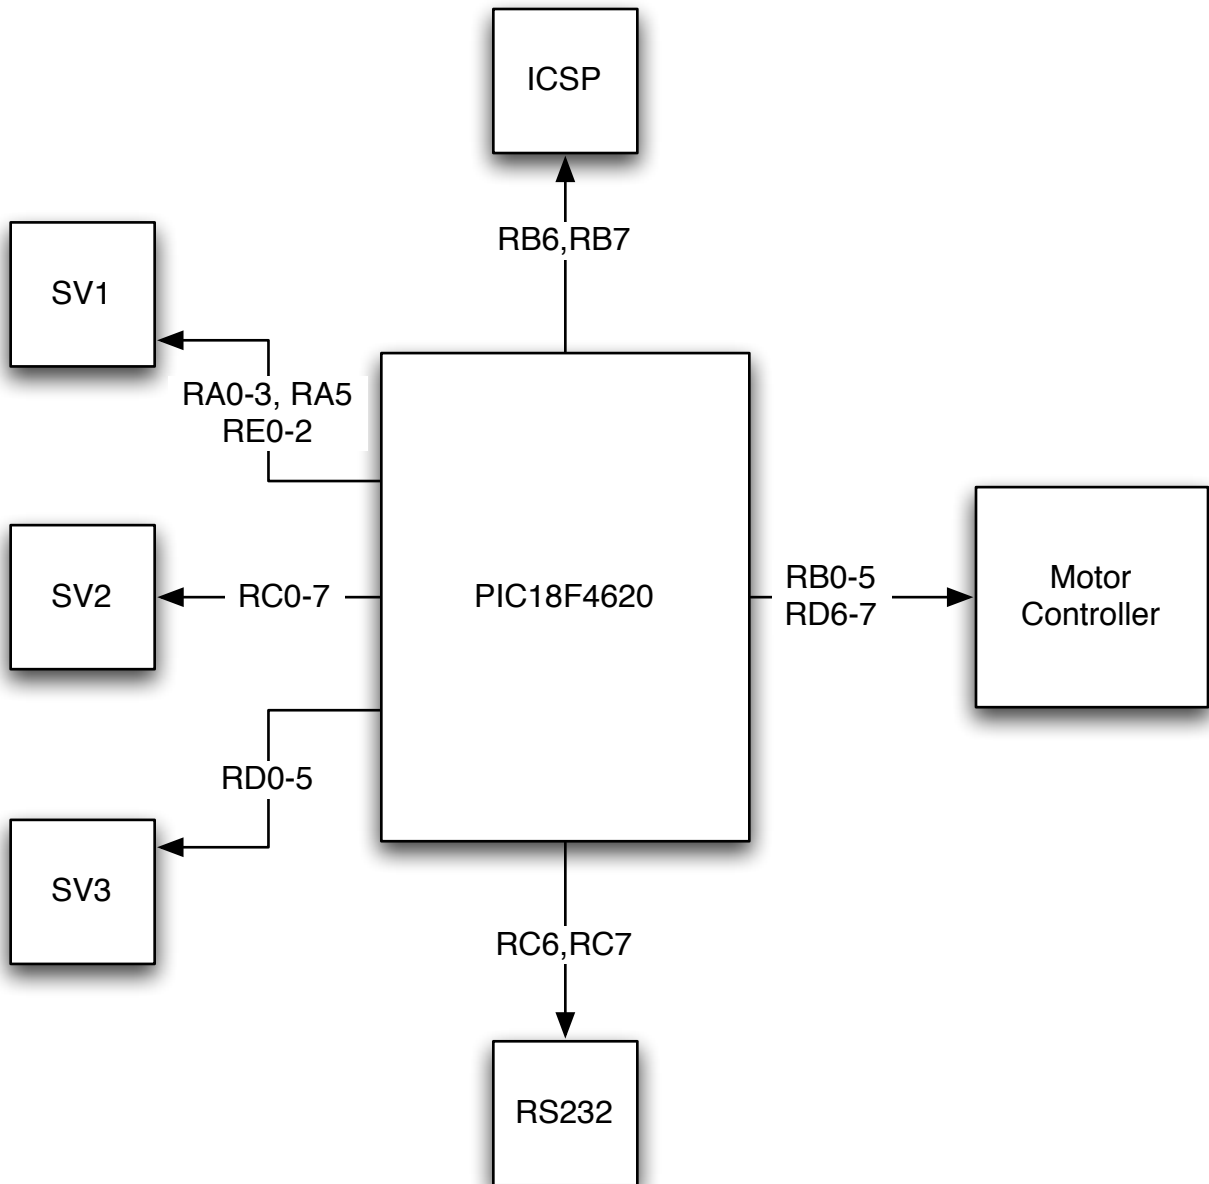 ICSP
RB6,RB7
SV1
RA0-3, RA5
RE0-2
SV2
RC0-7
PIC18F4620
RB0-5
RD6-7
Motor
Controller
RD0-5
SV3
RC6,RC7
RS232